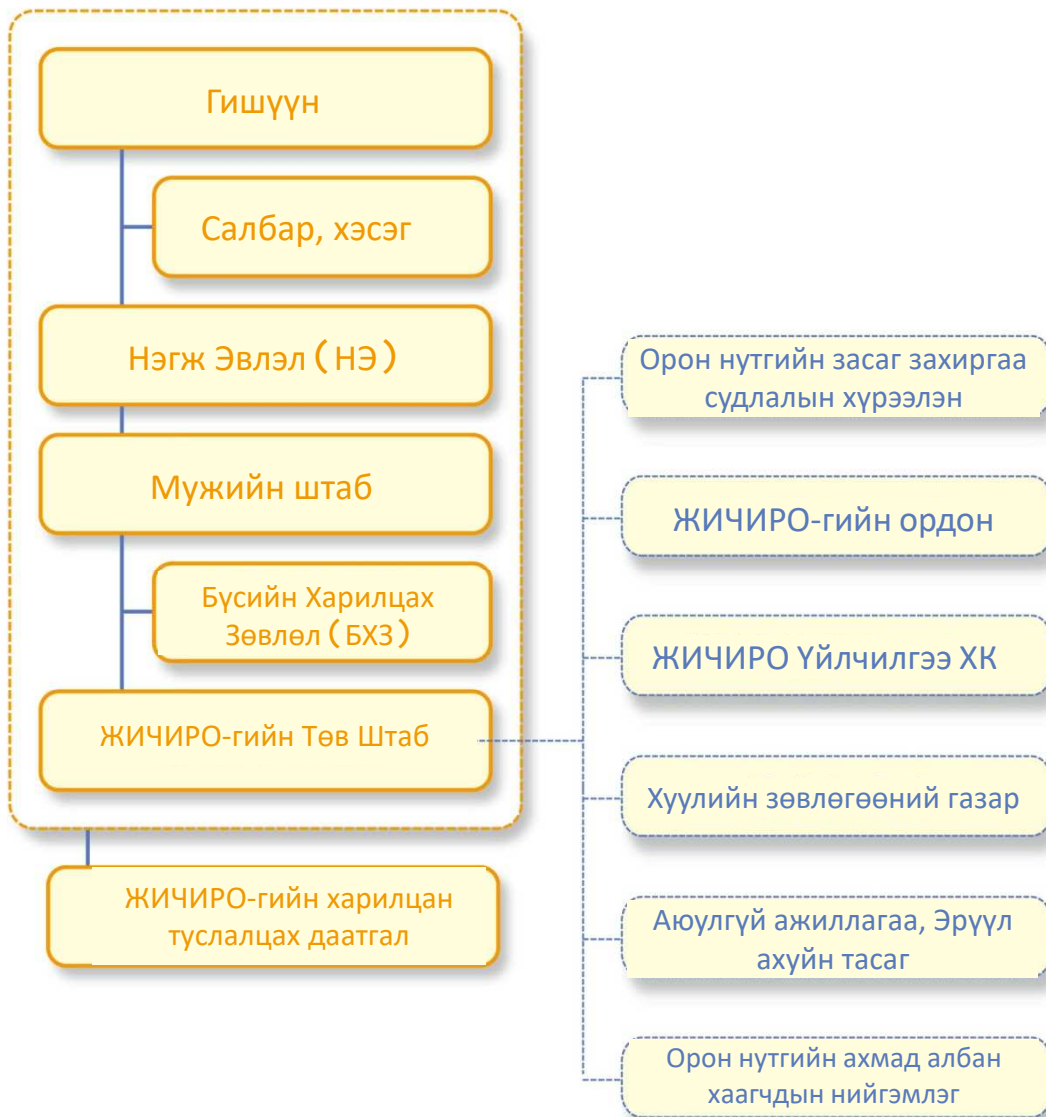 Гишүүн
Салбар, хэсэг
Нэгж Эвлэл (НЭ)
Мужийн штаб
Бүсийн Харилцах
Зөвлөл (БХЗ)
ЖИЧИРО-гийн Төв Штаб
ЖИЧИРО-гийн харилцан
туслалцах даатгал
Орон нутгийн засаг захиргаа
судлалын хүрээлэн
ЖИЧИРО-гийн ордон
ЖИЧИРО Үйлчилгээ ХК
Хуулийн зөвлөгөөний газар
Аюулгүй ажиллагаа, Эрүүл
ахуйн тасаг
Орон нутгийн ахмад албан
хаагчдын нийгэмлэг